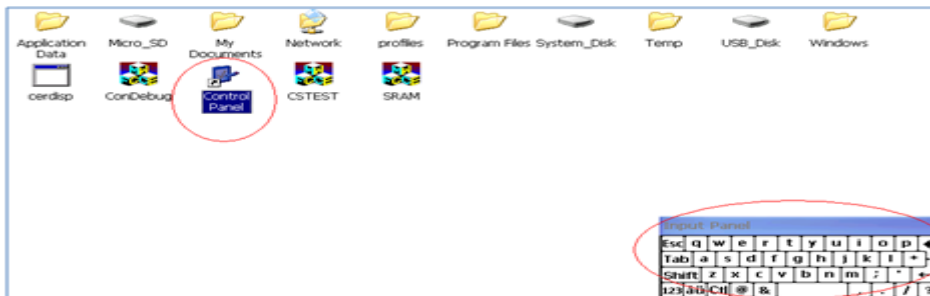 Application Data
Micro_SD
My Documents
Network
profiles
Program Files
System_Disk
Temp
USB_Disk
Windows
cerdisp
ConDebug
Control Panel
CSTEST
SRAM
Input Panel
Esc q w e r t y u i o p
Tab a s d f g h j k l
Shift z x c v b n m ;
123 áü Ctl @ & , . / ?